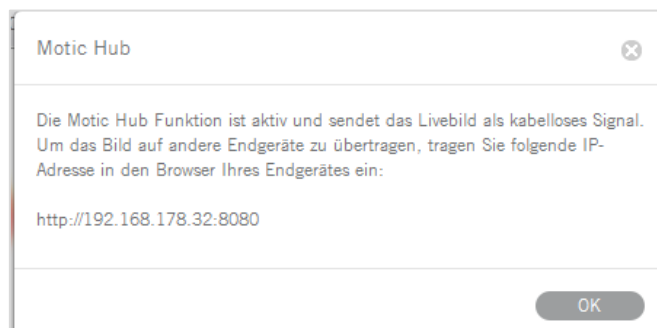 Motic Hub
Die Motic Hub Funktion ist aktiv und sendet das Livebild als kabelloses Signal.
Um das Bild auf andere Endgeräte zu übertragen, tragen Sie folgende IP-
Adresse in den Browser Ihres Endgerätes ein:
http://192.168.178.32:8080
OK